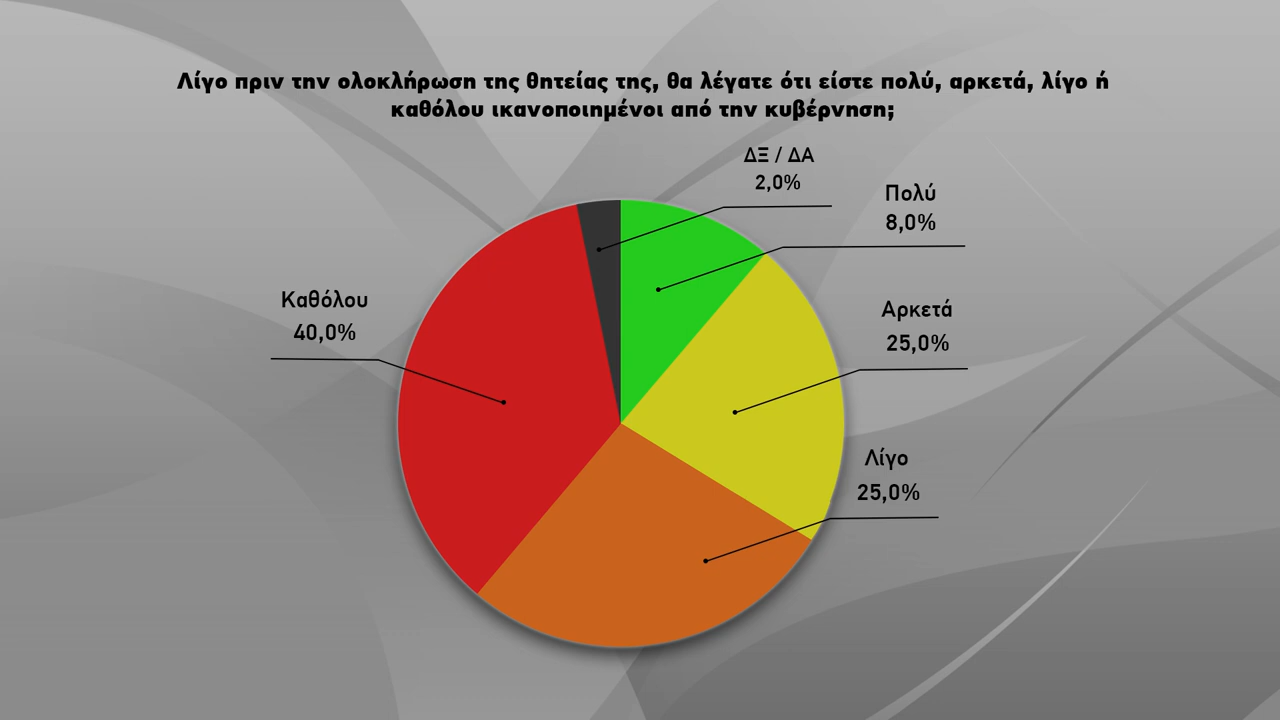 Λίγο πριν την ολοκλήρωση της θητείας της, θα λέγατε ότι είστε πολύ, αρκετά, λίγο ή
καθόλου ικανοποιημένοι από την κυβέρνηση;
ΔΞ / ΔΑ
2,0%
Πολύ
8,0%
Καθόλου
40,0%
Αρκετά
25,0%
Λίγο
25,0%